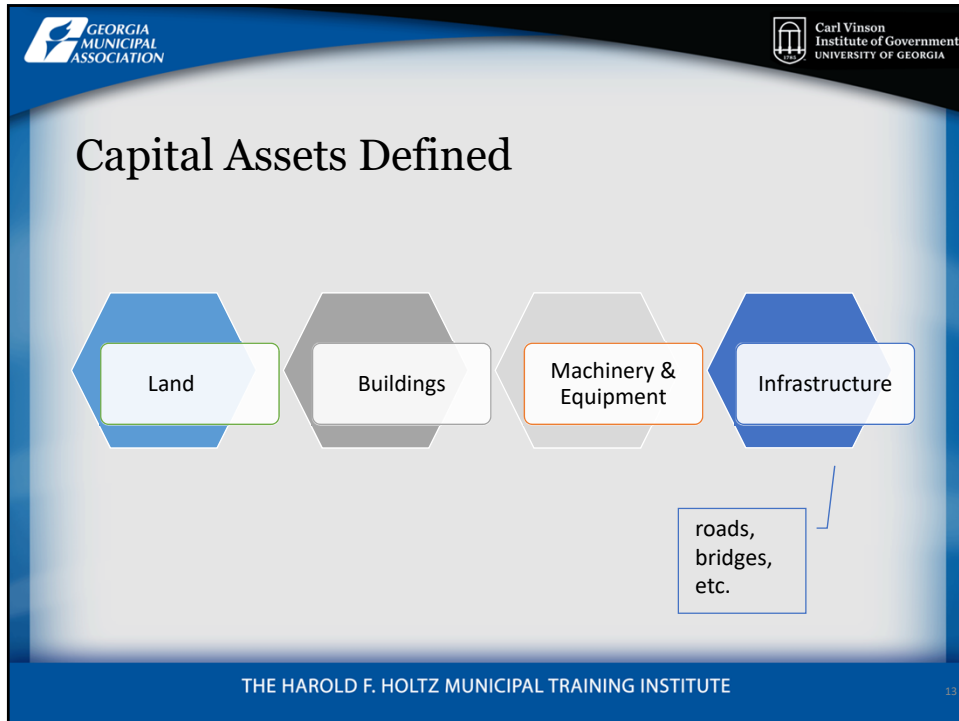 GEORGIA
MUNICIPAL
ASSOCIATION
Carl Vinson
Institute of Government
UNIVERSITY OF GEORGIA
1785
Capital Assets Defined
Land
Buildings
Machinery &
Equipment
Infrastructure
roads,
bridges,
etc.
THE HAROLD F. HOLTZ MUNICIPAL TRAINING INSTITUTE
13